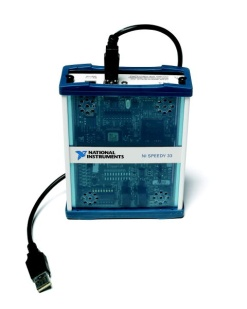 NATIONAL
INSTRUMENTS
NI SPEEDY 33